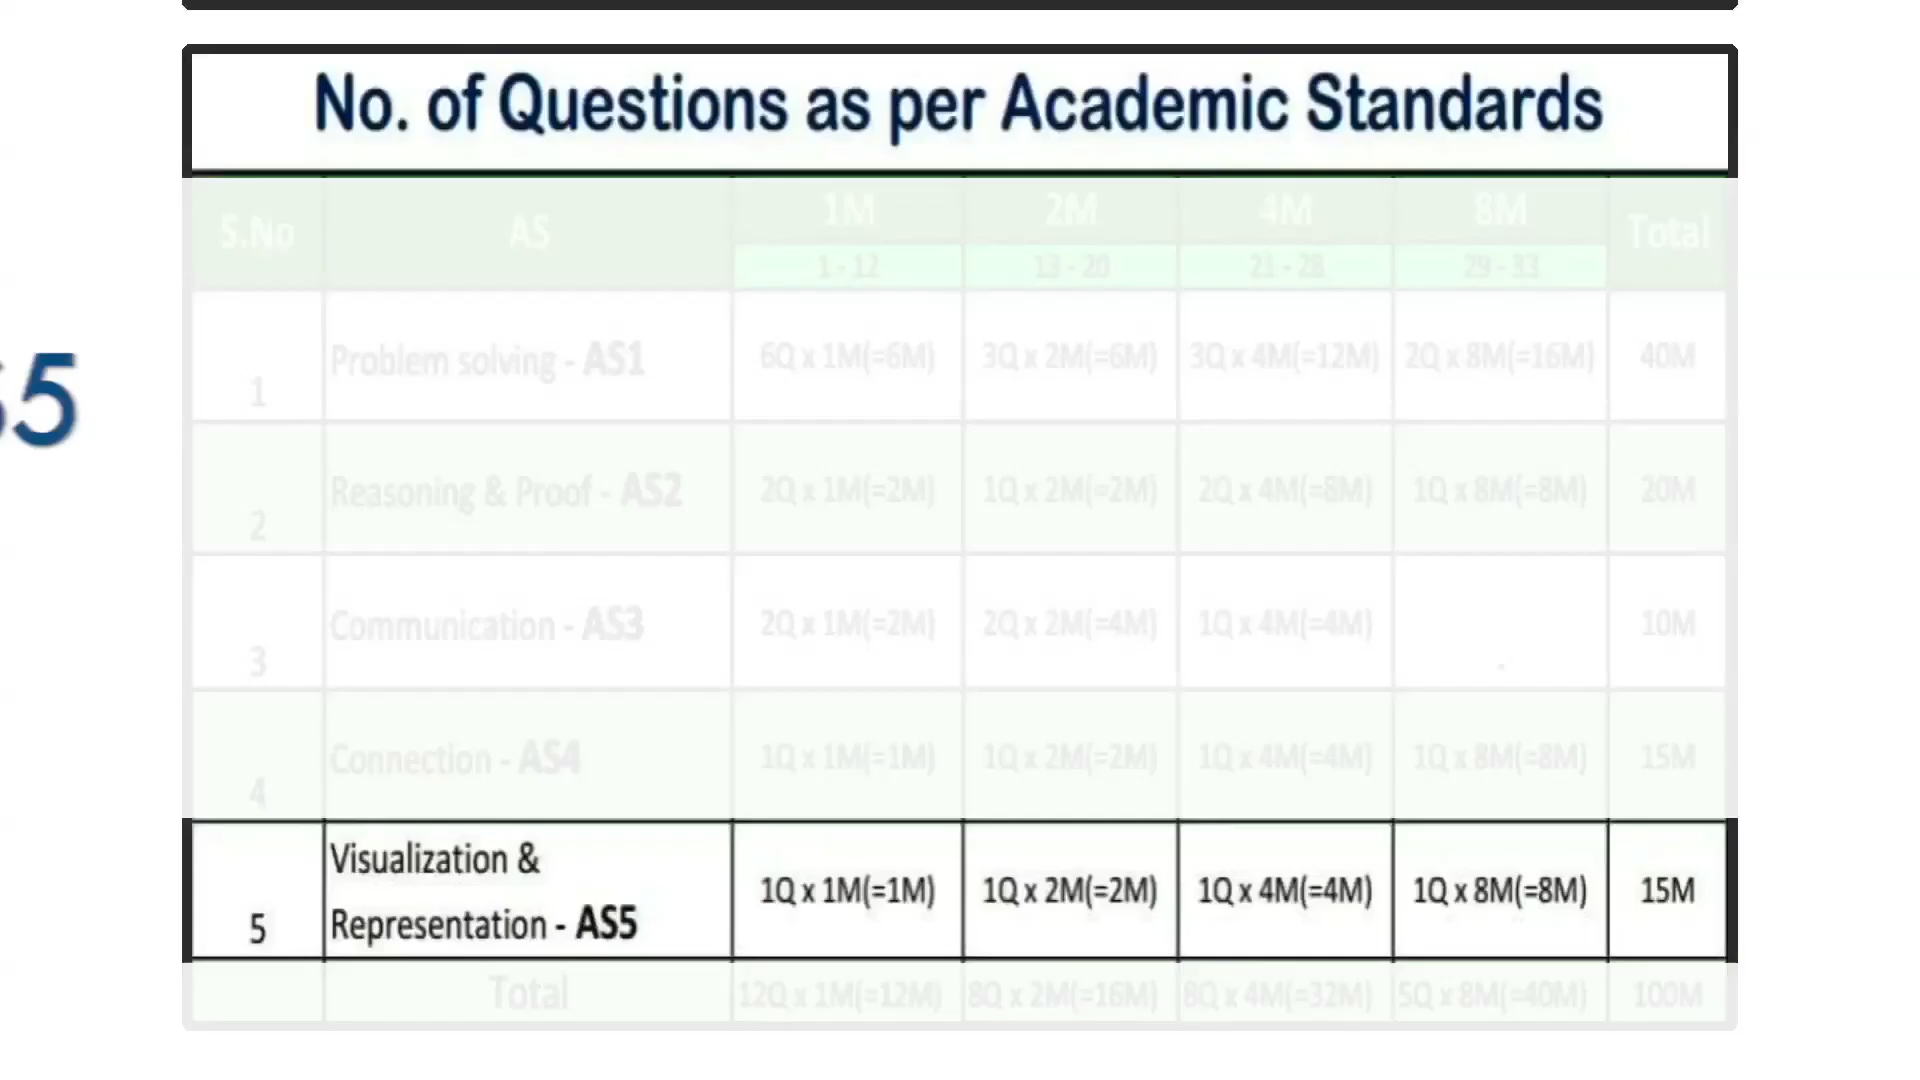 No. of Questions as per Academic Standards
S.No AS 1M 2M 4M 8M Total
1 - 12 13 - 20 21 - 28 29 - 33
1 Problem solving - AS1 6Q x 1M(=6M) 3Q x 2M(=6M) 3Q x 4M(=12M) 2Q x 8M(=16M) 40M
2 Reasoning & Proof - AS2 2Q x 1M(=2M) 1Q x 2M(=2M) 2Q x 4M(=8M) 1Q x 8M(=8M) 20M
3 Communication - AS3 2Q x 1M(=2M) 2Q x 2M(=4M) 1Q x 4M(=4M) 10M
4 Connection - AS4 1Q x 1M(=1M) 1Q x 2M(=2M) 1Q x 4M(=4M) 1Q x 8M(=8M) 15M
Visualization &
5 Representation - AS5 1Q x 1M(=1M) 1Q x 2M(=2M) 1Q x 4M(=4M) 1Q x 8M(=8M) 15M
Total 12Q x 1M(=12M) 8Q x 2M(=16M) 8Q x 4M(=32M) 5Q x 8M(=40M) 100M
5